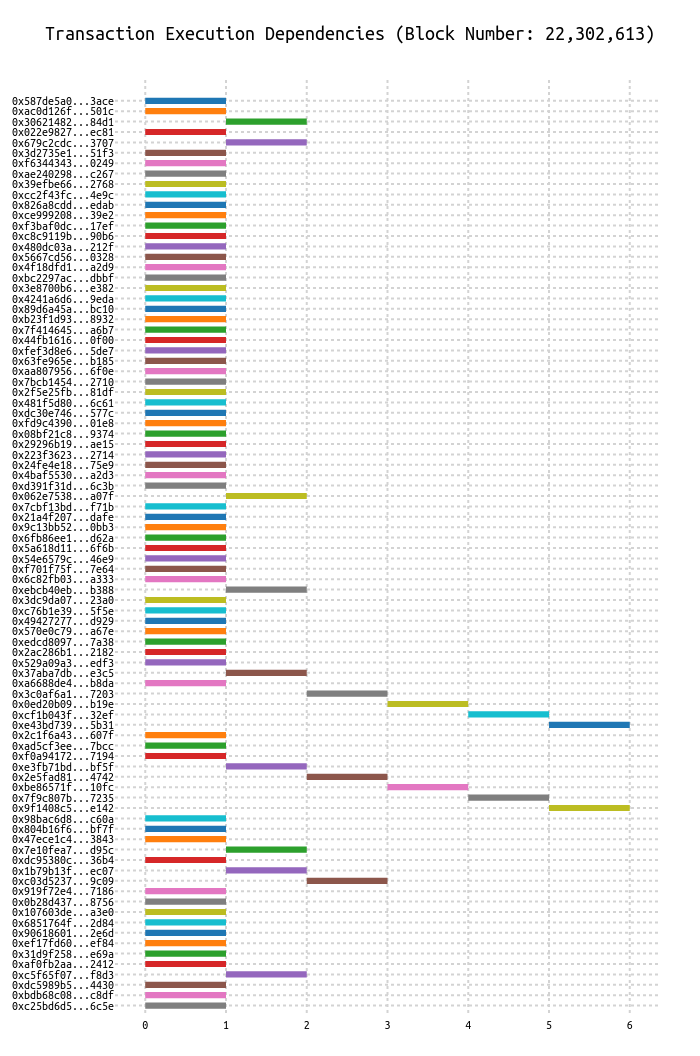 Transaction Execution Dependencies (Block Number: 22,302,613)
0x587de5a0...3ace
0xac0d126f...501c
0x30621482...84d1
0x022e9827...ec81
0x679c2cdc...3707
0x3d2735e1...51f3
0xf6344343...0249
0xae240298...c267
0x39efbe66...2768
0xcc2f43fc...4e9c
0x826a8cdd...edab
0xce999208...39e2
0xf3baf0dc...17ef
0xc8c9119b...90b6
0x480dc03a...212f
0x5667cd56...0328
0x4f18dfd1...a2d9
0xbc2297ac...dbbf
0x3e8700b6...e382
0x4241a6d6...9eda
0x89d6a45a...bc10
0xb23f1d93...8932
0x7f414645...a6b7
0x44fb1616...0f00
0xfef3d8e6...5de7
0x63fe965e...b185
0xaa807956...6f0e
0x7bcb1454...2710
0x2f5e25fb...81df
0x481f5d80...6c61
0xdc30e746...577c
0xfd9c4390...01e8
0x08bf21c8...9374
0x29296b19...ae15
0x223f3623...2714
0x24fe4e18...75e9
0x4baf5530...a2d3
0xd391f31d...6c3b
0x062e7538...a07f
0x7cbf13bd...f71b
0x21a4f207...dafe
0x9c13bb52...0bb3
0x6fb86ee1...d62a
0x5a618d11...6f6b
0x54e6579c...46e9
0xf701f75f...7e64
0x6c82fb03...a333
0xebcb40eb...b388
0x3dc9da07...23a0
0xc76b1e39...5f5e
0x49427277...d929
0x570e0c79...a67e
0xedcd8097...7a38
0x2ac286b1...2182
0x529a09a3...edf3
0x37aba7db...e3c5
0xa6688de4...b8da
0x3c0af6a1...7203
0x0ed20b09...b19e
0xcf1b043f...32ef
0xe43bd739...5b31
0x2c1f6a43...607f
0xad5cf3ee...7bcc
0xf0a94172...7194
0xe3fb71bd...bf5f
0x2e5fad81...4742
0xbe86571f...10fc
0x7f9c807b...7235
0x9f1408c5...e142
0x98bac6d8...c60a
0x804b16f6...bf7f
0x47ece1c4...3843
0x7e10fea7...d95c
0xdc95380c...36b4
0x1b79b13f...ec07
0xc03d5237...9c09
0x919f72e4...7186
0x0b28d437...8756
0x107603de...a3e0
0x6851764f...2d84
0x90618601...2e6d
0xef17fd60...ef84
0x31d9f258...e69a
0xaf0fb2aa...2412
0xc5f65f07...f8d3
0xdc5989b5...4430
0xbdb68c08...c8df
0xc25bd6d5...6c5e
0 1 2 3 4 5 6